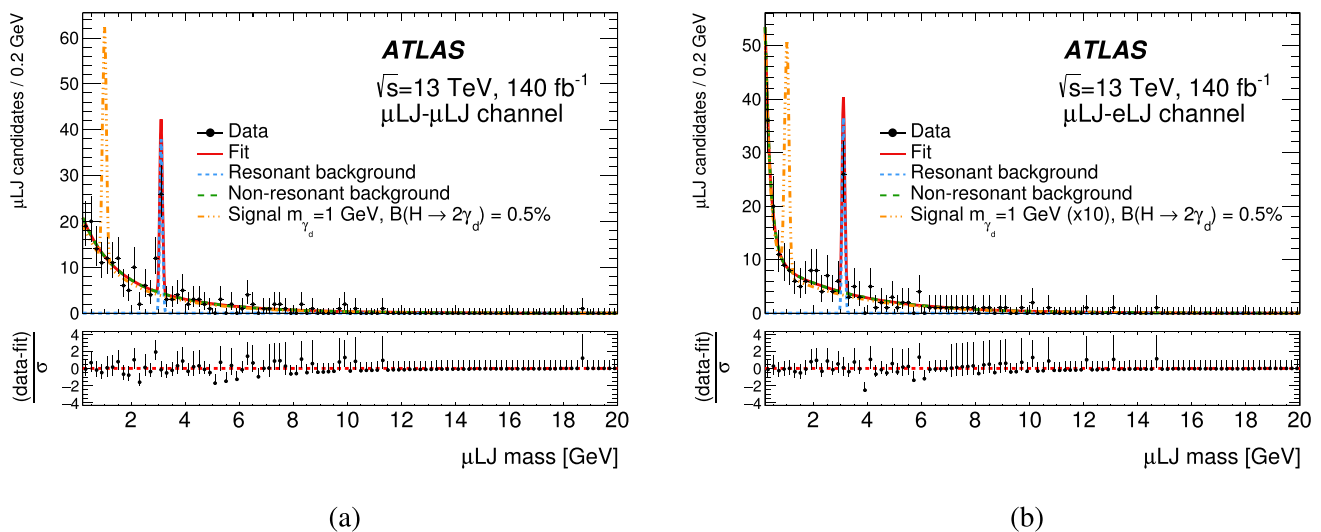 μLJ candidates / 0.2 GeV
60
50
40
30
20
10
0
ATLAS
√s=13 TeV, 140 fb⁻¹
μLJ-μLJ channel
Data
Fit
Resonant background
Non-resonant background
Signal m_γd =1 GeV, B(H → 2γ_d) = 0.5%
(data-fit)
σ
4
2
0
−2
−4
2 4 6 8 10 12 14 16 18 20
μLJ mass [GeV]
(a)
μLJ candidates / 0.2 GeV
50
40
30
20
10
0
ATLAS
√s=13 TeV, 140 fb⁻¹
μLJ-eLJ channel
Data
Fit
Resonant background
Non-resonant background
Signal m_γd =1 GeV (x10), B(H → 2γ_d) = 0.5%
(data-fit)
σ
4
2
0
−2
−4
2 4 6 8 10 12 14 16 18 20
μLJ mass [GeV]
(b)